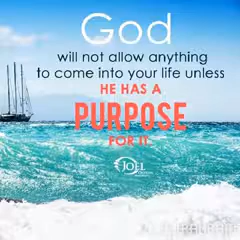 God
will not allow anything
to come into your life unless
HE HAS A
PURPOSE
FOR IT.
JOEL